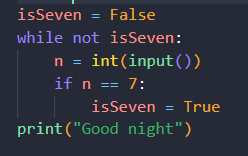 isSeven = False
while not isSeven:
    n = int(input())
    if n == 7:
        isSeven = True
print("Good night")